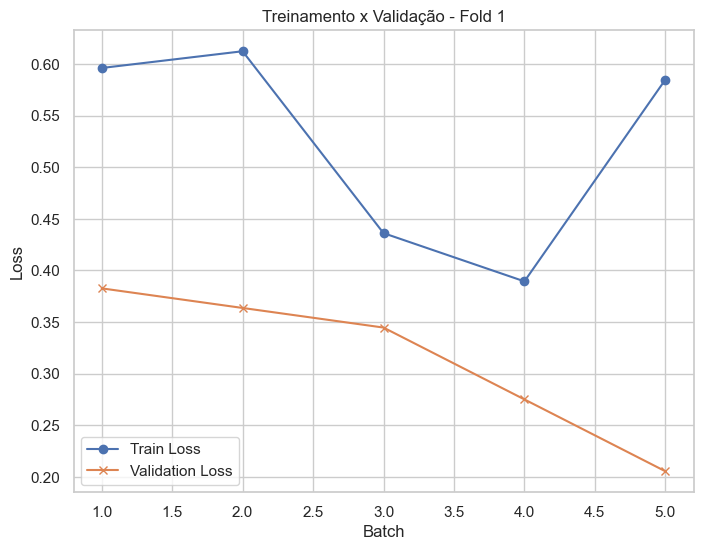 Treinamento x Validação - Fold 1
0.60
0.55
0.50
0.45
0.40
0.35
0.30
0.25
0.20
Loss
Train Loss
Validation Loss
1.0 1.5 2.0 2.5 3.0 3.5 4.0 4.5 5.0
Batch